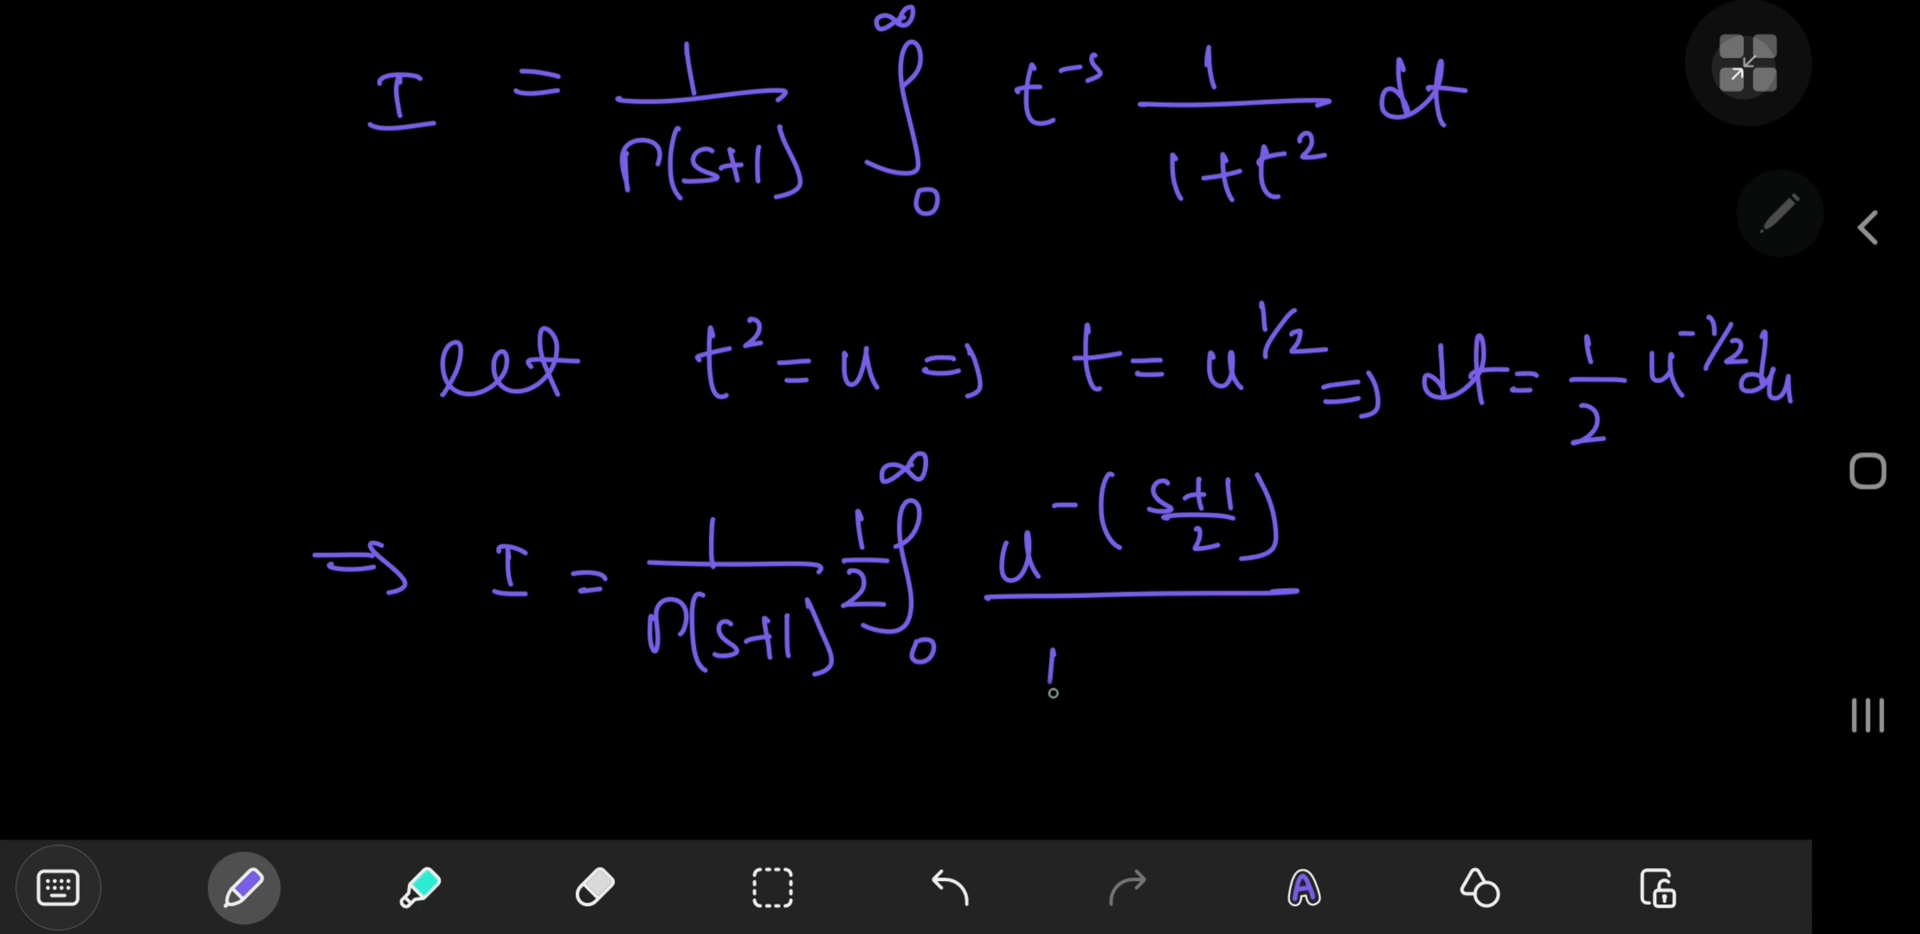 I = 1/Γ(s+1) ∫₀^∞ t^(-s) 1/(1+t²) dt
let t² = u => t = u^(1/2) => dt = 1/2 u^(-1/2) du
=> I = 1/Γ(s+1) 1/2 ∫₀^∞ u^(-((s+1)/2)) / 1